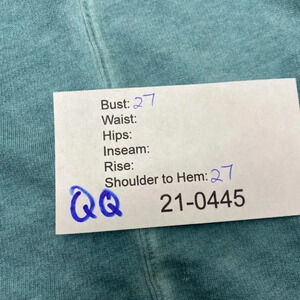 Bust: 27
Waist:
Hips:
Inseam:
Rise:
Shoulder to Hem: 27
QQ 21-0445